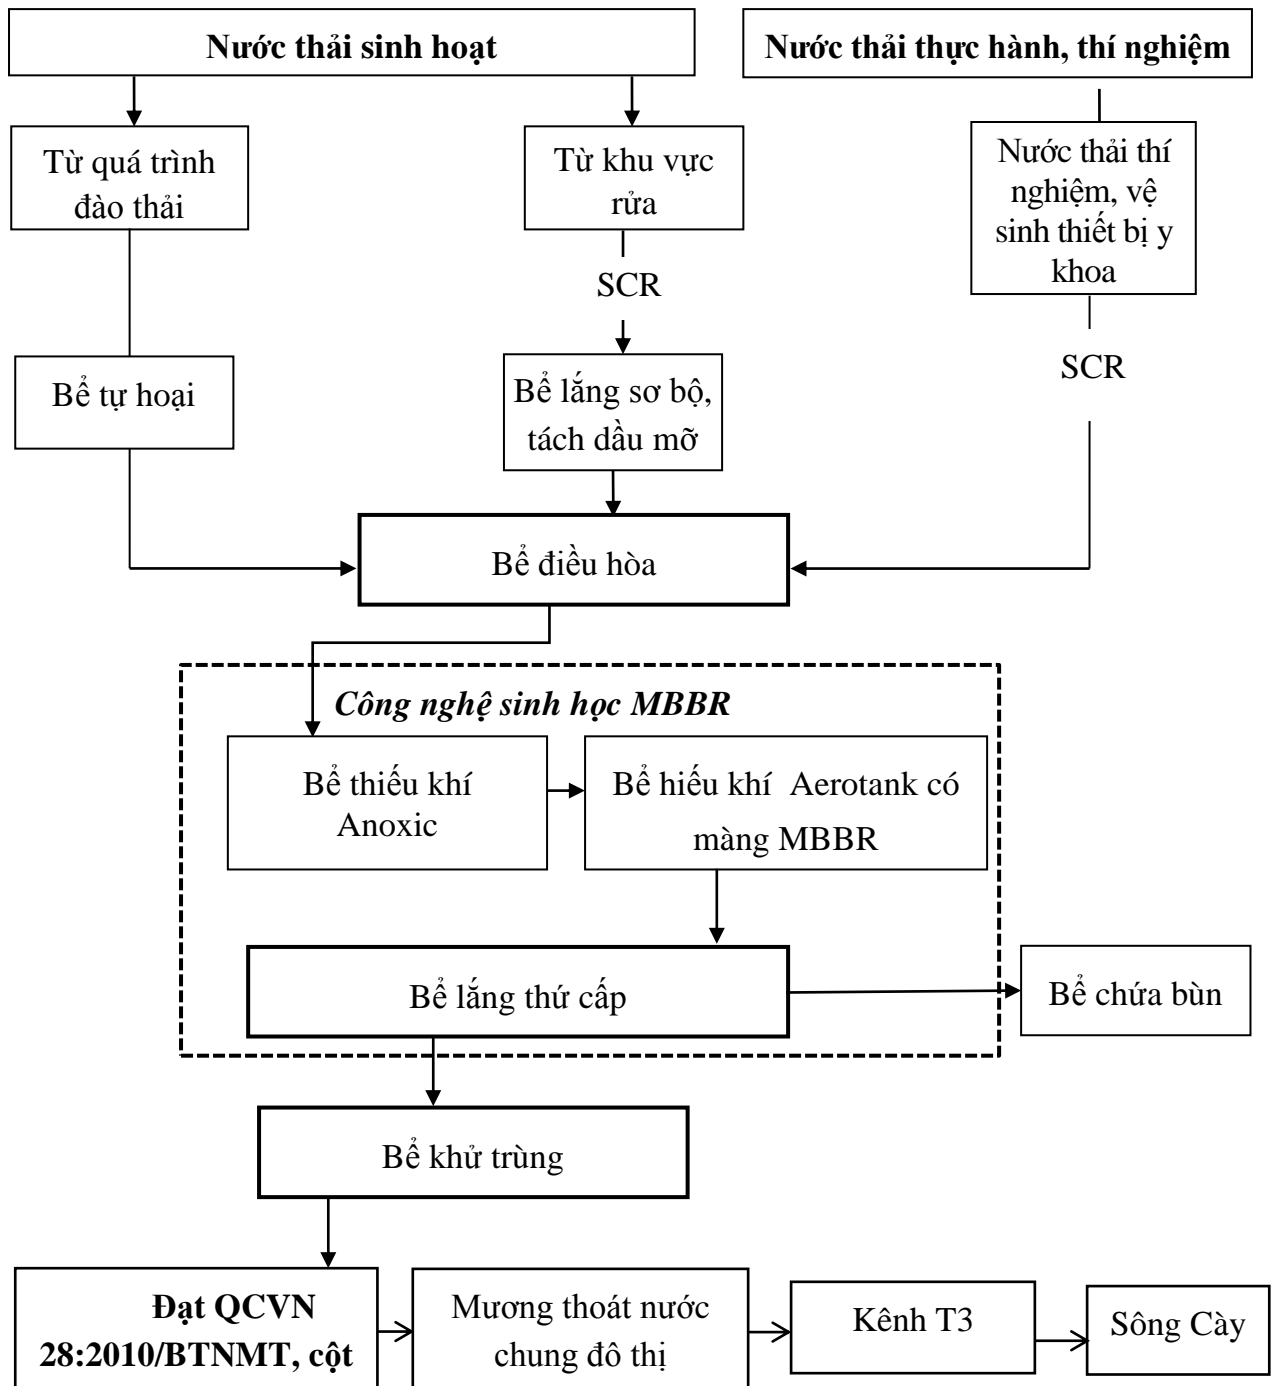 Nước thải sinh hoạt
Nước thải thực hành, thí nghiệm
Từ quá trình
đào thải
Từ khu vực
rửa
Nước thải thí
nghiệm, vệ
sinh thiết bị y
khoa
SCR
SCR
Bể tự hoại
Bể lắng sơ bộ,
tách dầu mỡ
Bể điều hòa
Công nghệ sinh học MBBR
Bể thiếu khí
Anoxic
Bể hiếu khí Aerotank có
màng MBBR
Bể lắng thứ cấp
Bể chứa bùn
Bể khử trùng
Đạt QCVN
28:2010/BTNMT, cột
Mương thoát nước
chung đô thị
Kênh T3
Sông Cày